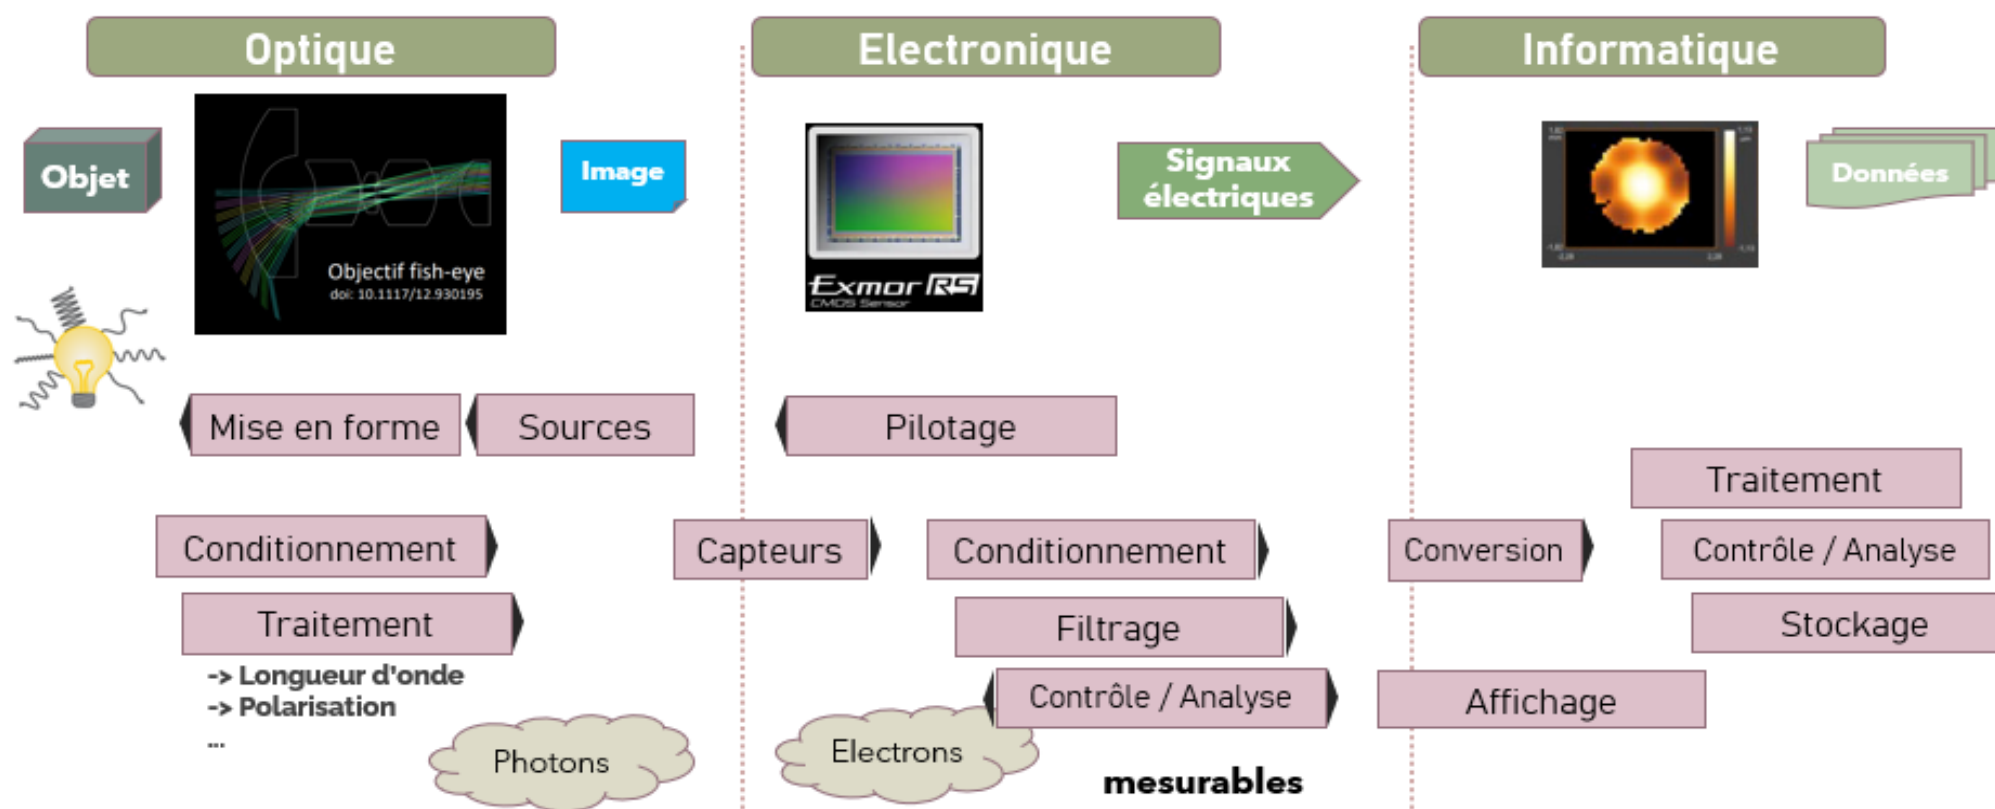 Optique
Electronique
Informatique
Objet
Image
Signaux
électriques
Données
Objectif fish-eye
doi: 10.1117/12.930195
Exmor RS
CMOS Sensor
Mise en forme
Sources
Pilotage
Traitement
Conditionnement
Capteurs
Conditionnement
Conversion
Contrôle / Analyse
Traitement
Filtrage
Stockage
-> Longueur d'onde
-> Polarisation
...
Contrôle / Analyse
Affichage
Photons
Electrons
mesurables